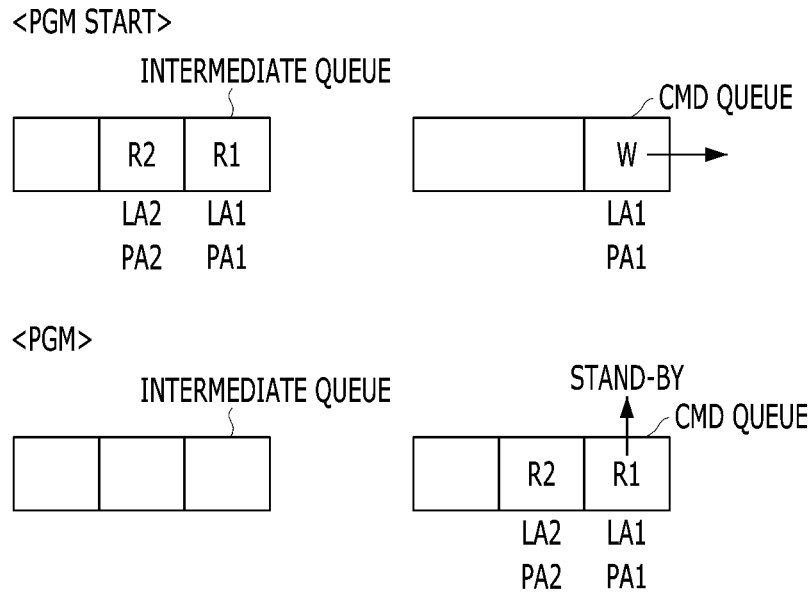 <PGM START>
INTERMEDIATE QUEUE
CMD QUEUE
R2 R1 W
LA2 LA1 LA1
PA2 PA1 PA1
<PGM>
STAND-BY
INTERMEDIATE QUEUE
CMD QUEUE
R2 R1
LA2 LA1
PA2 PA1